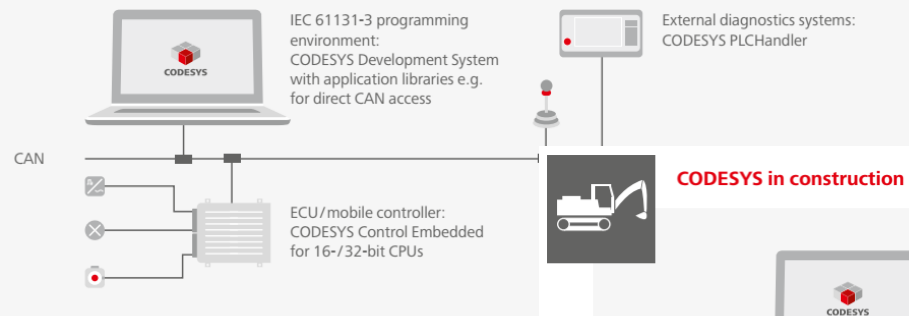 IEC 61131-3 programming
environment:
CODESYS Development System
with application libraries e.g.
for direct CAN access
CODESYS
External diagnostics systems:
CODESYS PLCHandler
CAN
CODESYS in construction
ECU/mobile controller:
CODESYS Control Embedded
for 16-/32-bit CPUs
CODESYS